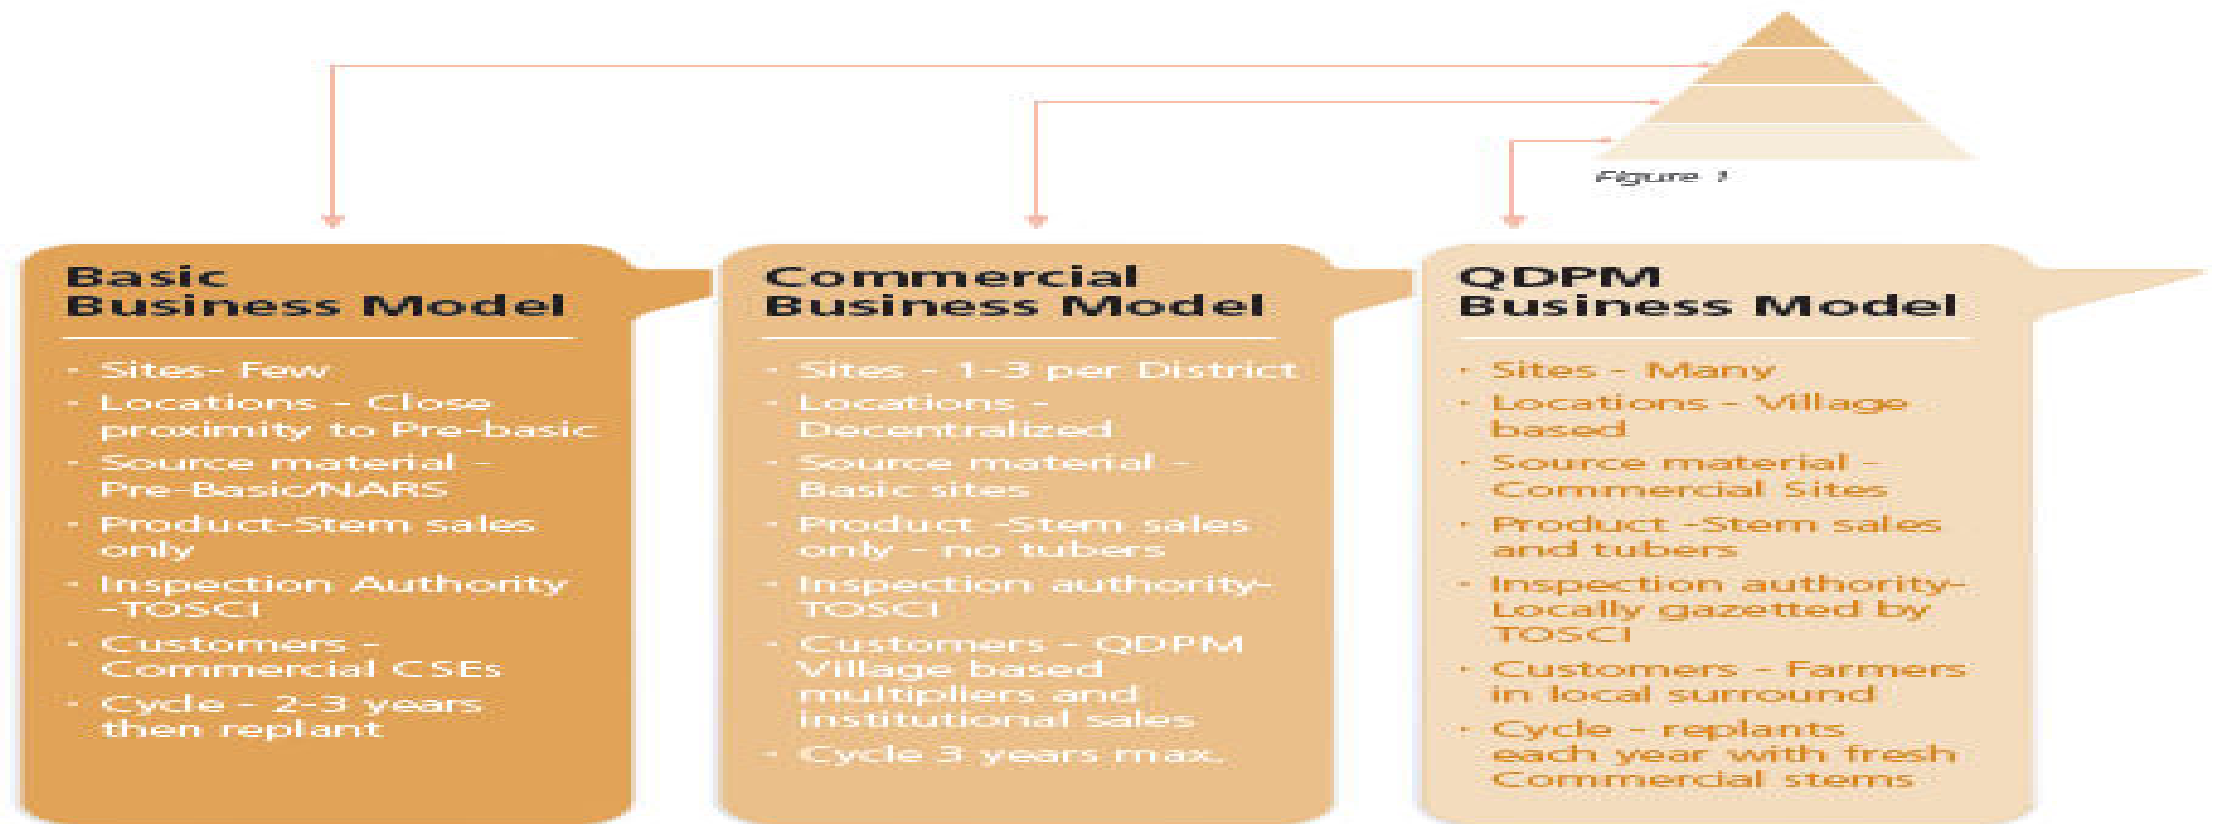 Figure 1
Basic
Business Model
- Sites- Few
- Locations - Close
proximity to Pre-basic
- Source material -
Pre-Basic/NARS
- Product-Stem sales
only
- Inspection Authority
-TOSCI
- Customers -
Commercial CSEs
- Cycle - 2-3 years
then replant
Commercial
Business Model
- Sites - 1-3 per District
- Locations -
Decentralized
- Source material -
Basic sites
- Product -Stem sales
only - no tubers
- Inspection authority-
TOSCI
- Customers - QDPM
Village based
multipliers and
institutional sales
- Cycle 3 years max.
QDPM
Business Model
· Sites - Many
· Locations - Village
based
· Source material -
Commercial Sites
· Product -Stem sales
and tubers
· Inspection authority-
Locally gazetted by
TOSCI
· Customers - Farmers
in local surround
· Cycle - replants
each year with fresh
Commercial stems